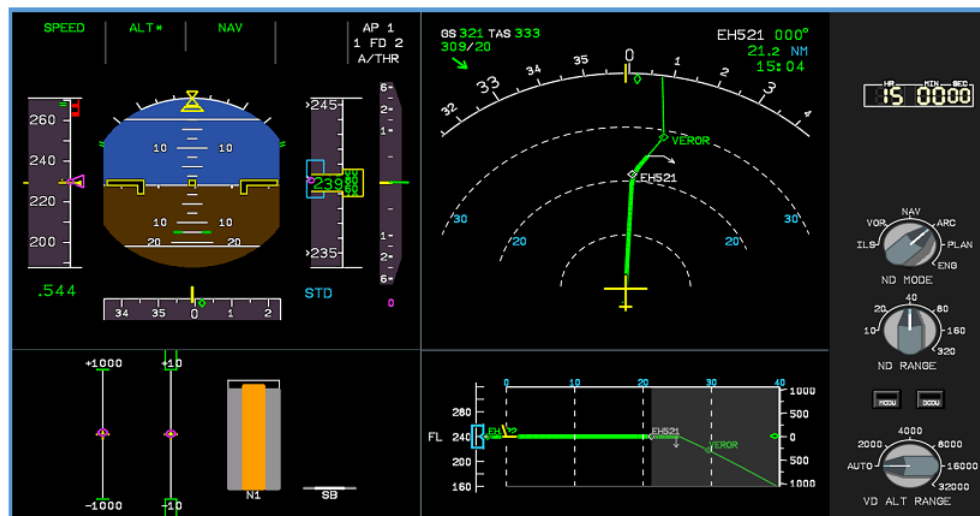 SPEED ALT* NAV AP 1
1 FD 2
A/THR
260
240
220
200
.544
10 10
10 10
20 20
245
239
235
STD
6
2
1
1
2
6
0
34 35 0 1 2
GS 321 TAS 333
309/20
EH521 000°
21.2 NM
15:04
32 33 34 35 0 1 2 3 4
VEROR
EH521
30 30
20 20
HR MIN SEC
15 0000
NAV
VOR ARC
ILS PLAN
ENG
ND MODE
40
20 80
10 160
320
ND RANGE
MCDU DCDU
4000
2000 8000
AUTO 16000
32000
VD ALT RANGE
+1000 +10
-1000 -10
N1 SB
0 10 20 30 40
FL
280
240
200
160
EH521
VEROR
1000
500
0
500
1000